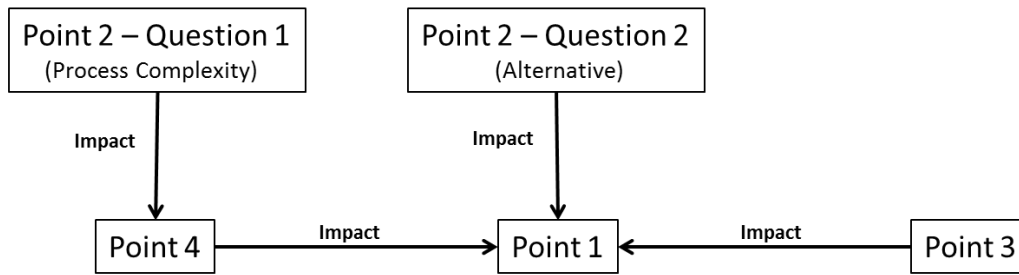 Point 2 – Question 1
(Process Complexity)
Point 2 – Question 2
(Alternative)
Impact
Impact
Point 4
Impact
Point 1
Impact
Point 3